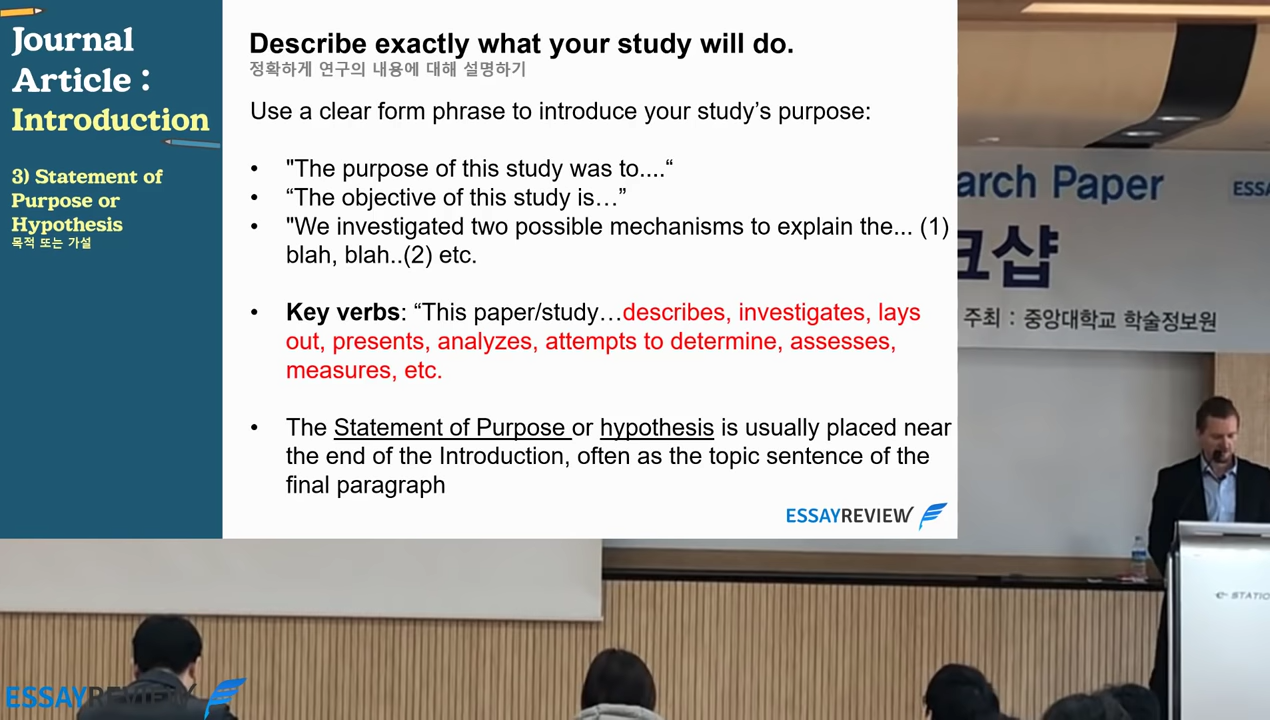 Journal
Article :
Introduction
3) Statement of
Purpose or
Hypothesis
목적 또는 가설
Describe exactly what your study will do.
정확하게 연구의 내용에 대해 설명하기
Use a clear form phrase to introduce your study’s purpose:
• "The purpose of this study was to....“
• “The objective of this study is…”
• "We investigated two possible mechanisms to explain the... (1)
blah, blah..(2) etc.
• Key verbs: “This paper/study…describes, investigates, lays
out, presents, analyzes, attempts to determine, assesses,
measures, etc.
• The Statement of Purpose or hypothesis is usually placed near
the end of the Introduction, often as the topic sentence of the
final paragraph
ESSAYREVIEW
arch Paper
ESSA
크샵
주최 : 중앙대학교 학술정보원
e-STATIO
ESSAYREVIEW